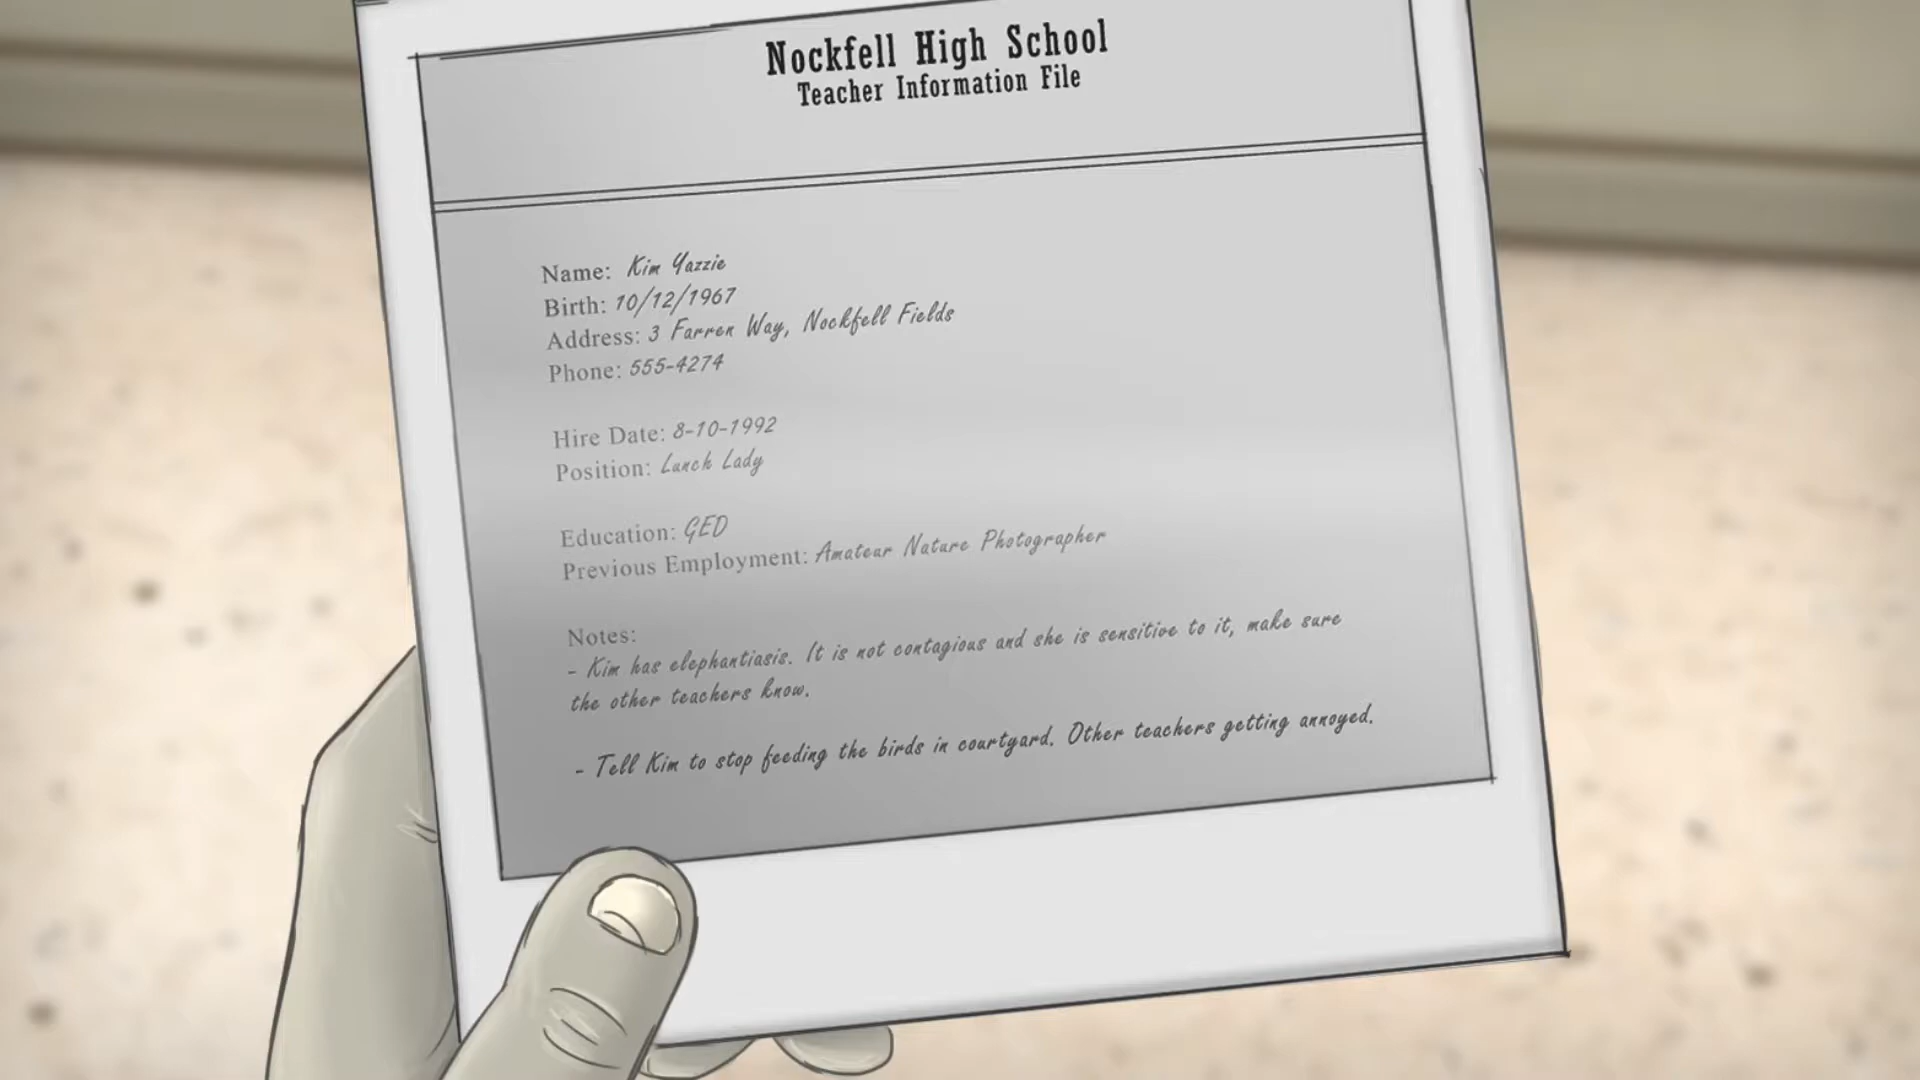 Nockfell High School
Teacher Information File
Name: Kim Yazzie
Birth: 10/12/1967
Address: 3 Farren Way, Nockfell Fields
Phone: 555-4274
Hire Date: 8-10-1992
Position: Lunch Lady
Education: GED
Previous Employment: Amateur Nature Photographer
Notes:
- Kim has elephantiasis. It is not contagious and she is sensitive to it, make sure
the other teachers know.
- Tell Kim to stop feeding the birds in courtyard. Other teachers getting annoyed.